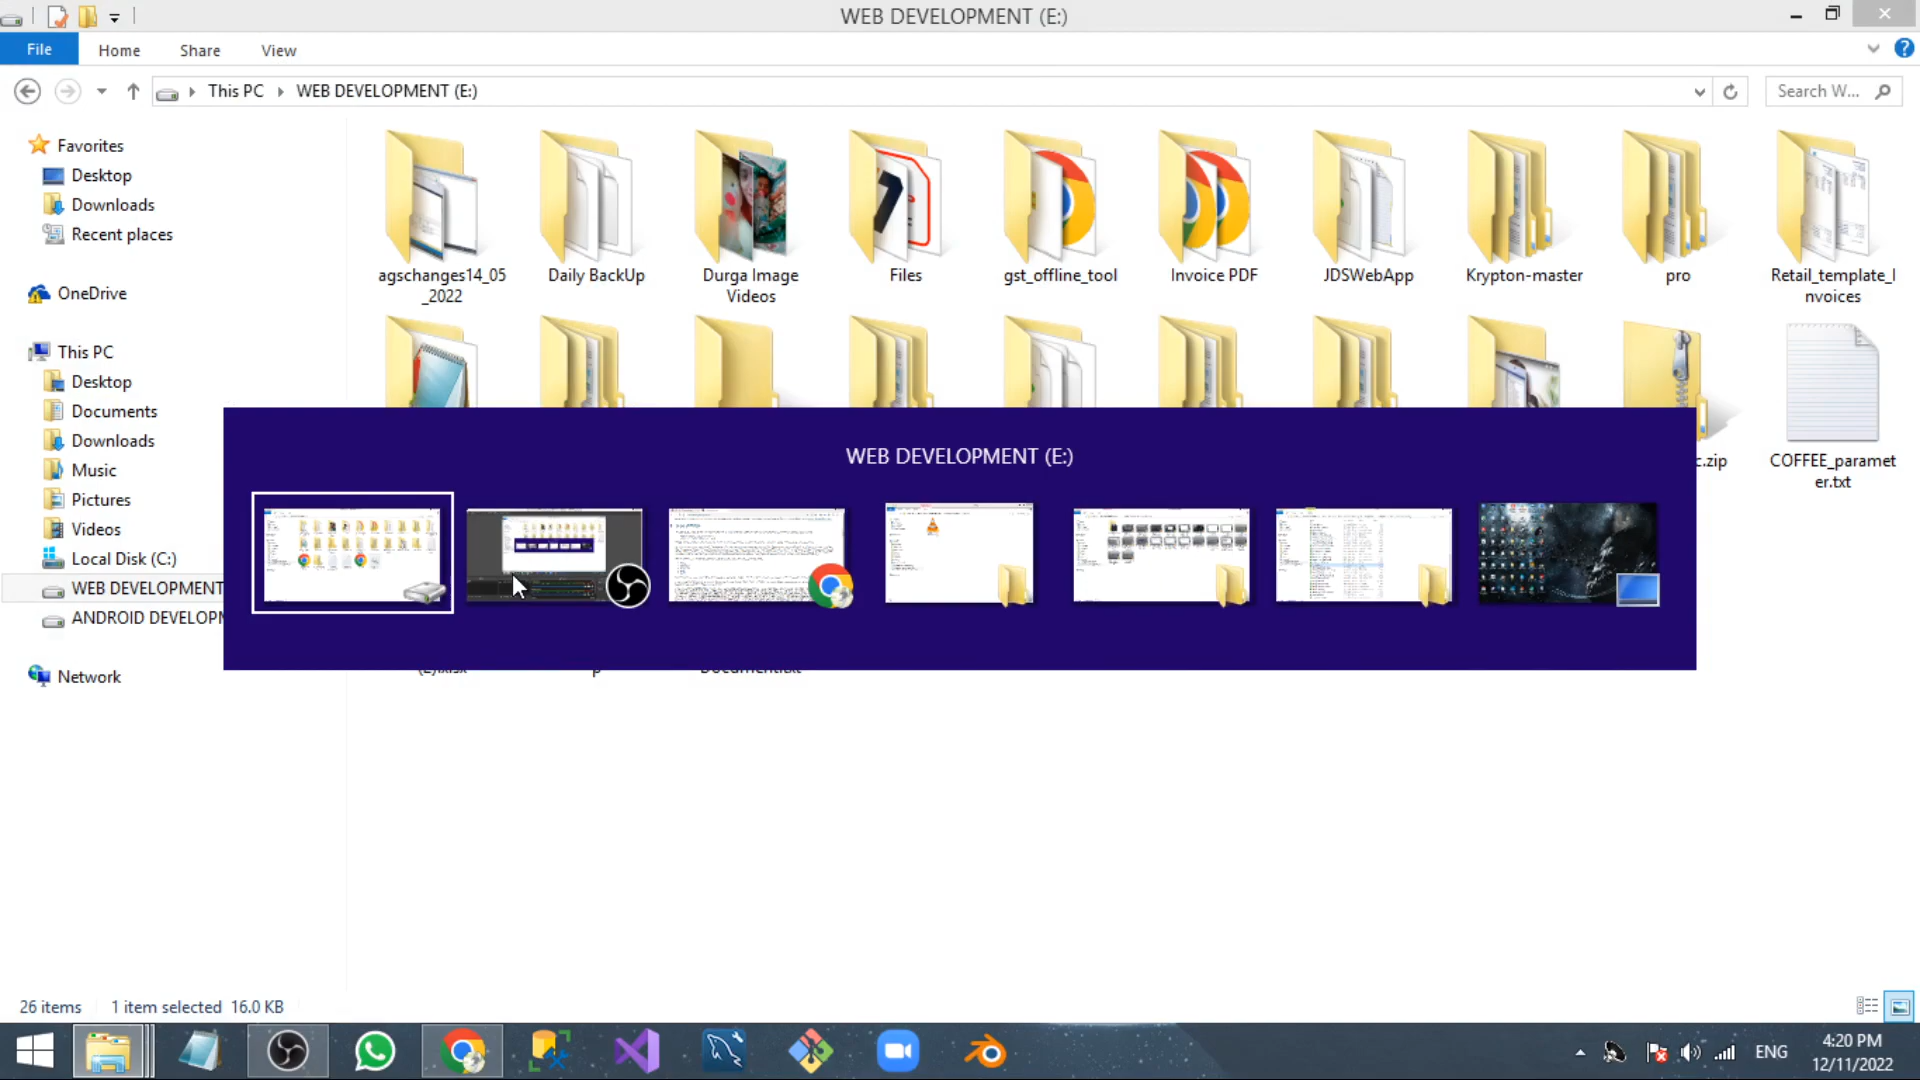 WEB DEVELOPMENT (E:)
File
Home
Share
View
This PC
WEB DEVELOPMENT (E:)
Search W...
Favorites
Desktop
Downloads
Recent places
OneDrive
This PC
Desktop
Documents
Downloads
Music
Pictures
Videos
Local Disk (C:)
WEB DEVELOPMENT
ANDROID DEVELOPM
Network
agschanges14_05
_2022
Daily BackUp
Durga Image
Videos
Files
gst_offline_tool
Invoice PDF
JDSWebApp
Krypton-master
pro
Retail_template_I
nvoices
c.zip
COFFEE_paramet
er.txt
WEB DEVELOPMENT (E:)
26 items
1 item selected 16.0 KB
ENG
4:20 PM
12/11/2022